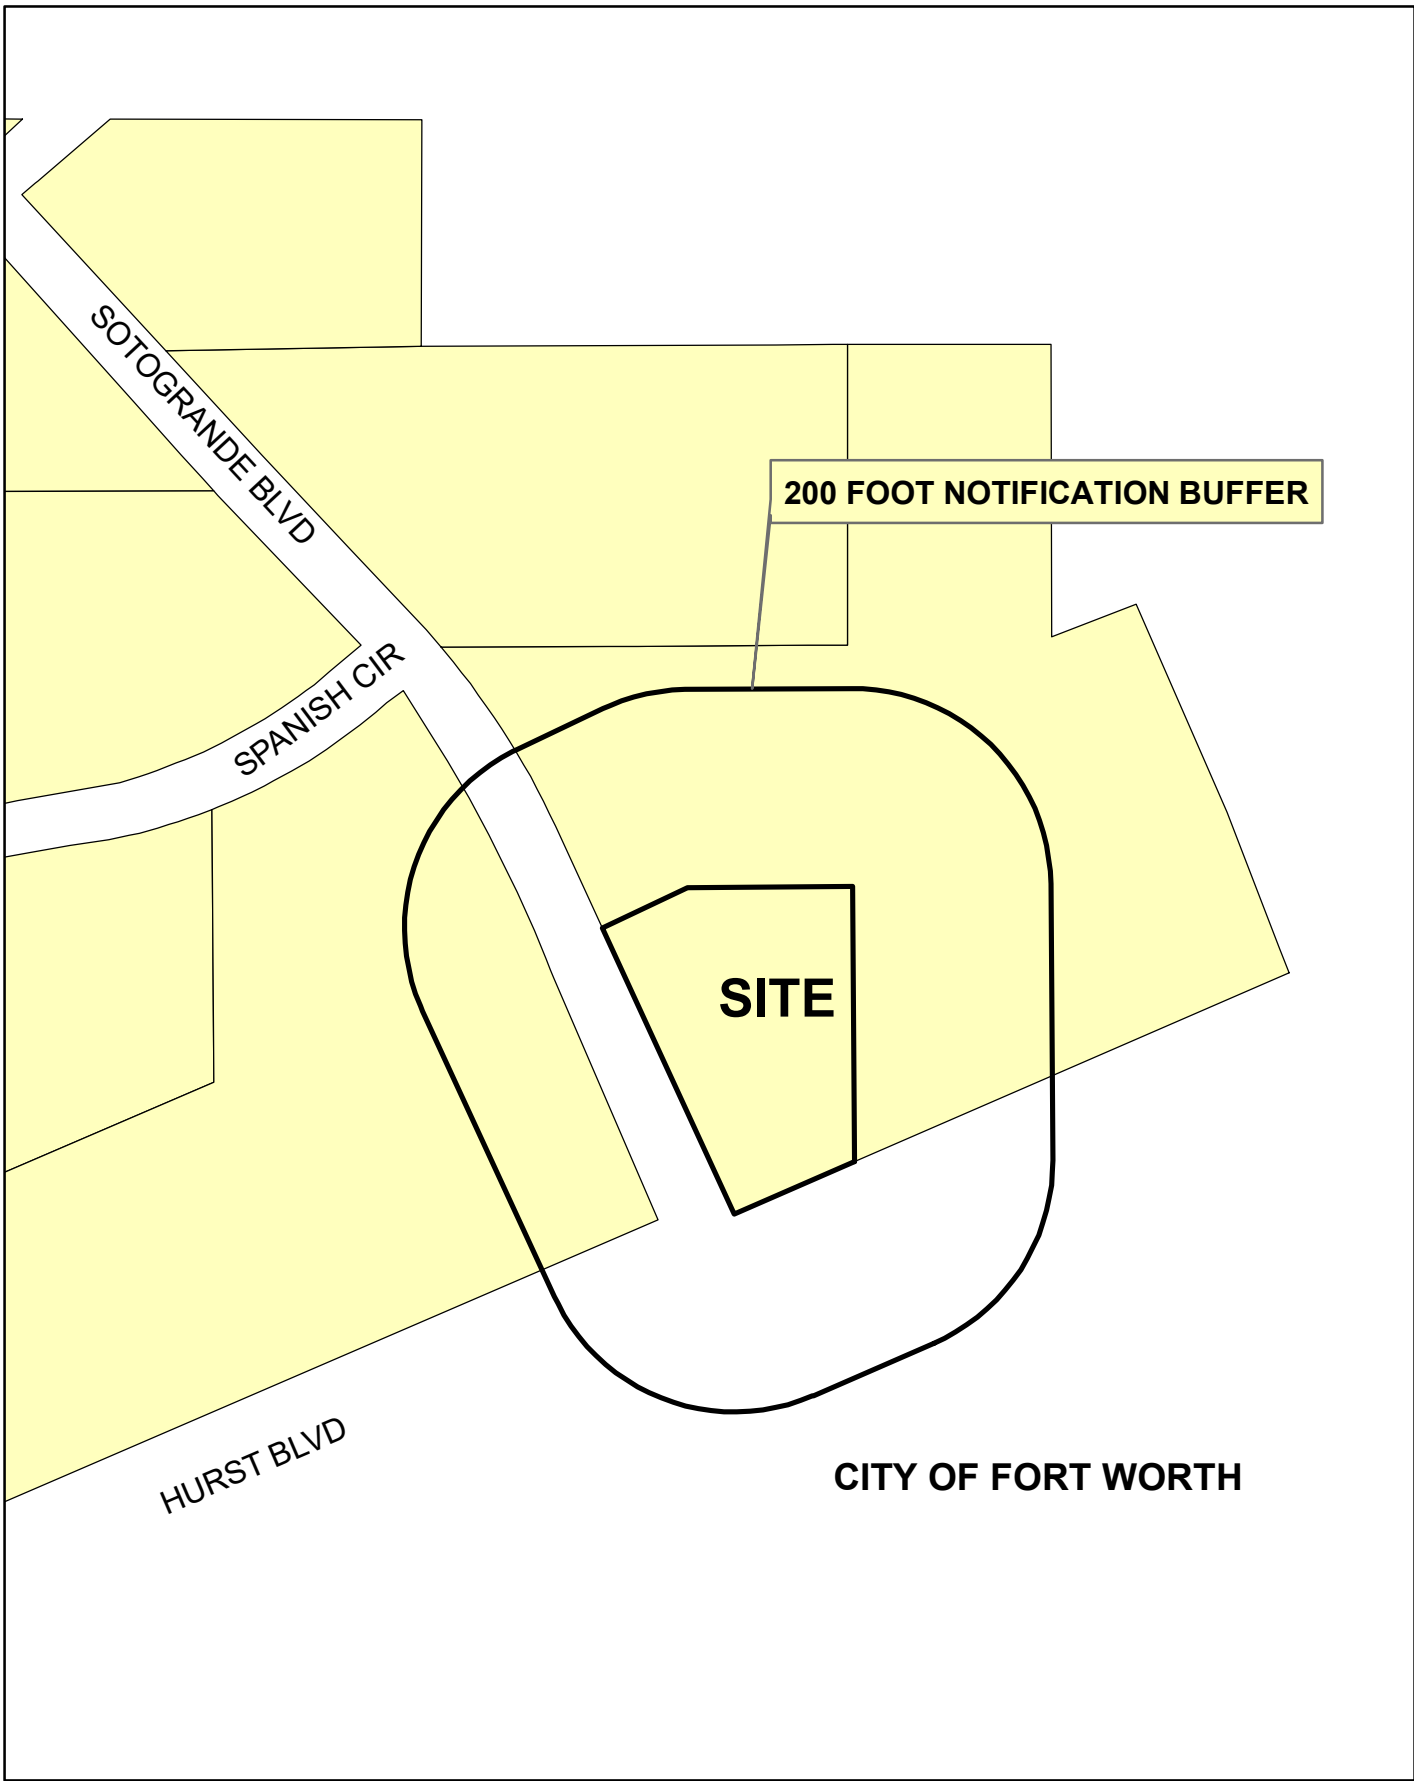 SOTOGRANDE BLVD
200 FOOT NOTIFICATION BUFFER
SPANISH CIR
SITE
HURST BLVD
CITY OF FORT WORTH